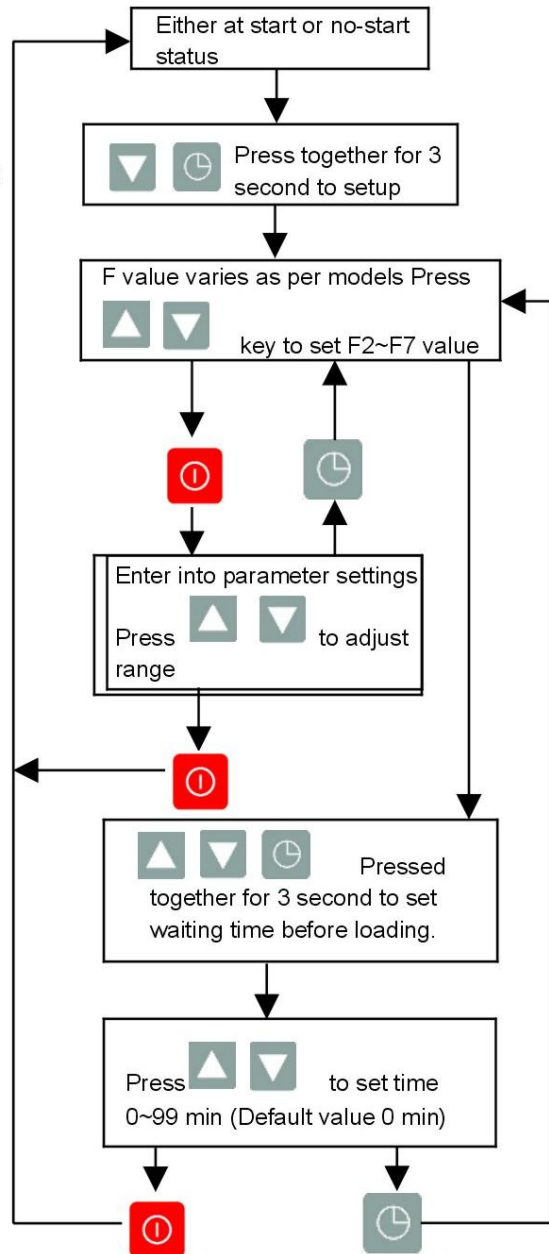 Either at start or no-start
status
Press together for 3
second to setup
F value varies as per models Press
key to set F2~F7 value
Enter into parameter settings
Press to adjust
range
Pressed
together for 3 second to set
waiting time before loading.
Press to set time
0~99 min (Default value 0 min)